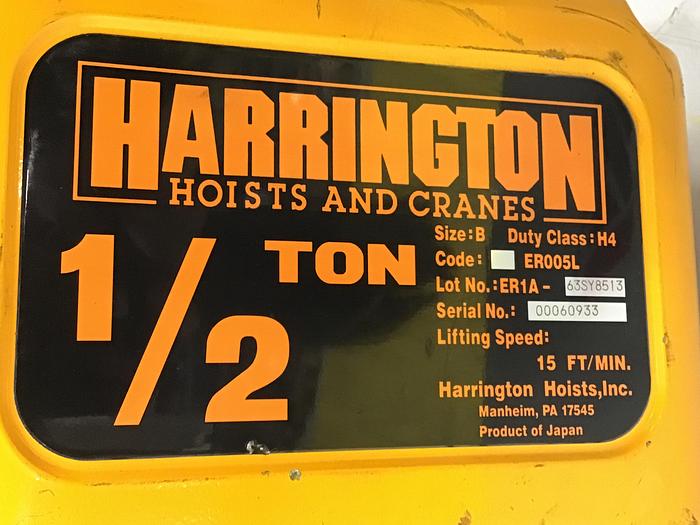 HARRINGTON
HOISTS AND CRANES
1/2 TON
Size:B Duty Class:H4
Code: ER005L
Lot No.:ER1A- 63SY8513
Serial No.: 00060933
Lifting Speed:
15 FT/MIN.
Harrington Hoists,Inc.
Manheim, PA 17545
Product of Japan